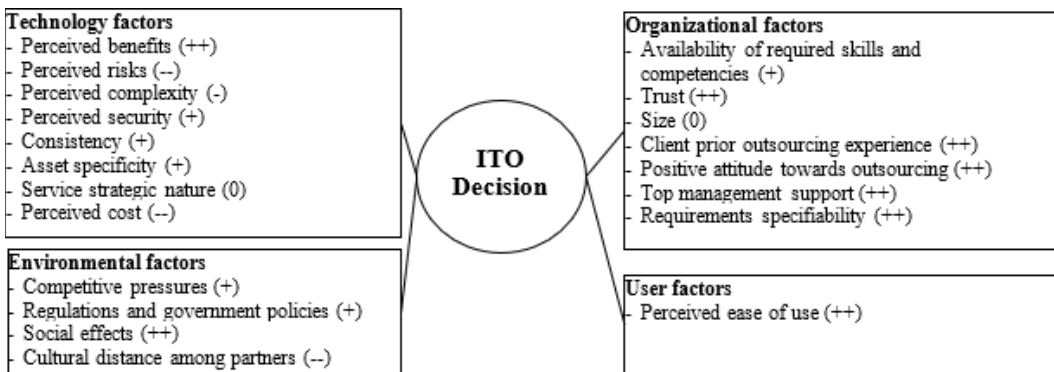 Technology factors
- Perceived benefits (++)
- Perceived risks (--)
- Perceived complexity (-)
- Perceived security (+)
- Consistency (+)
- Asset specificity (+)
- Service strategic nature (0)
- Perceived cost (--)
Environmental factors
- Competitive pressures (+)
- Regulations and government policies (+)
- Social effects (++)
- Cultural distance among partners (--)
ITO
Decision
Organizational factors
- Availability of required skills and
competencies (+)
- Trust (++)
- Size (0)
- Client prior outsourcing experience (++)
- Positive attitude towards outsourcing (++)
- Top management support (++)
- Requirements specifiability (++)
User factors
- Perceived ease of use (++)